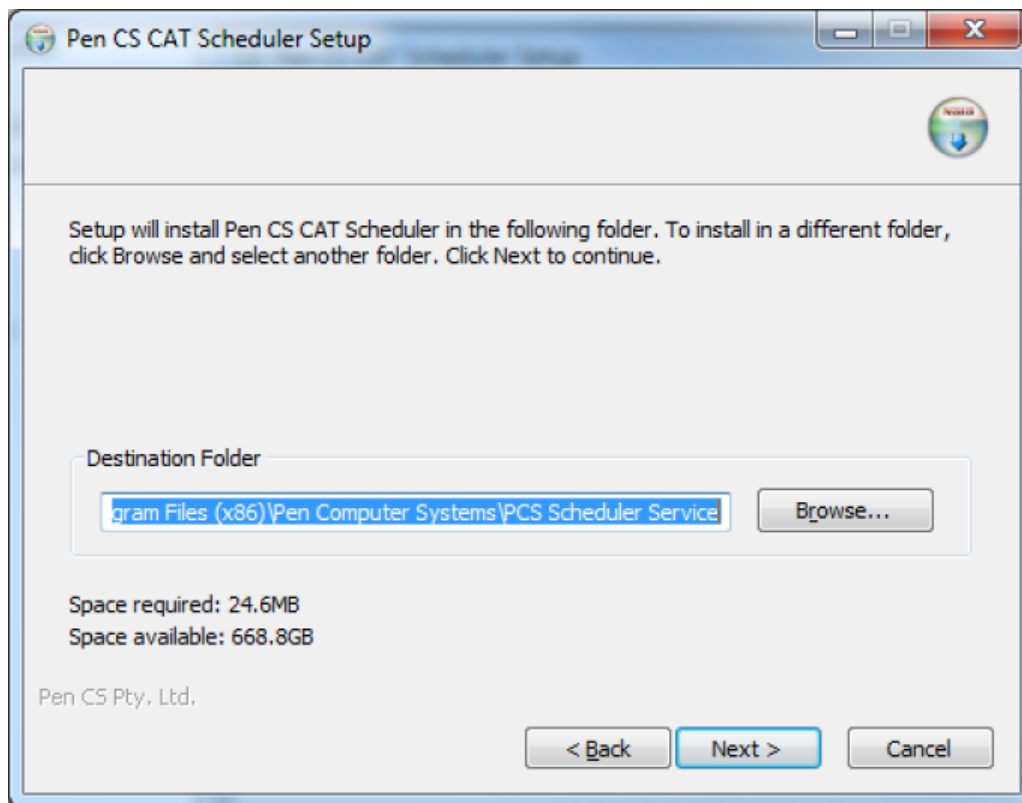 Pen CS CAT Scheduler Setup
Setup will install Pen CS CAT Scheduler in the following folder. To install in a different folder,
click Browse and select another folder. Click Next to continue.
Destination Folder
gram Files (x86)\Pen Computer Systems\PCS Scheduler Service
Browse...
Space required: 24.6MB
Space available: 668.8GB
Pen CS Pty. Ltd.
< Back
Next >
Cancel